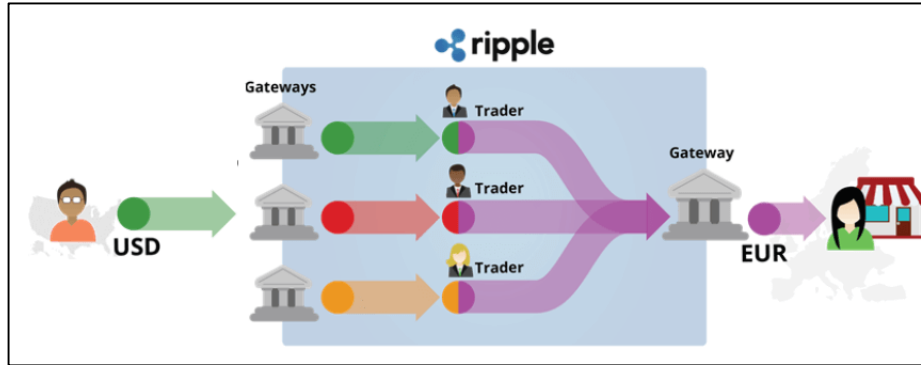 ripple
Gateways
Trader
Gateway
Trader
USD
EUR
Trader